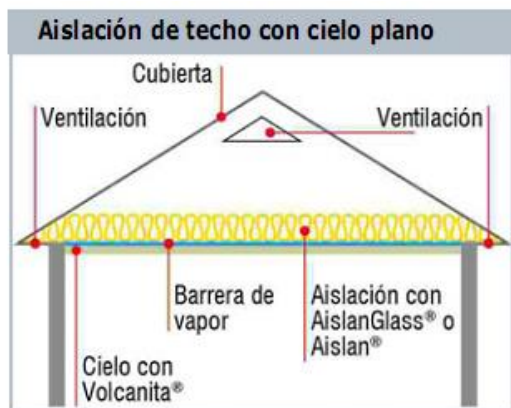 Aislación de techo con cielo plano
Cubierta
Ventilación
Ventilación
Barrera de
vapor
Aislación con
AislanGlass® o
Aislan®
Cielo con
Volcanita®